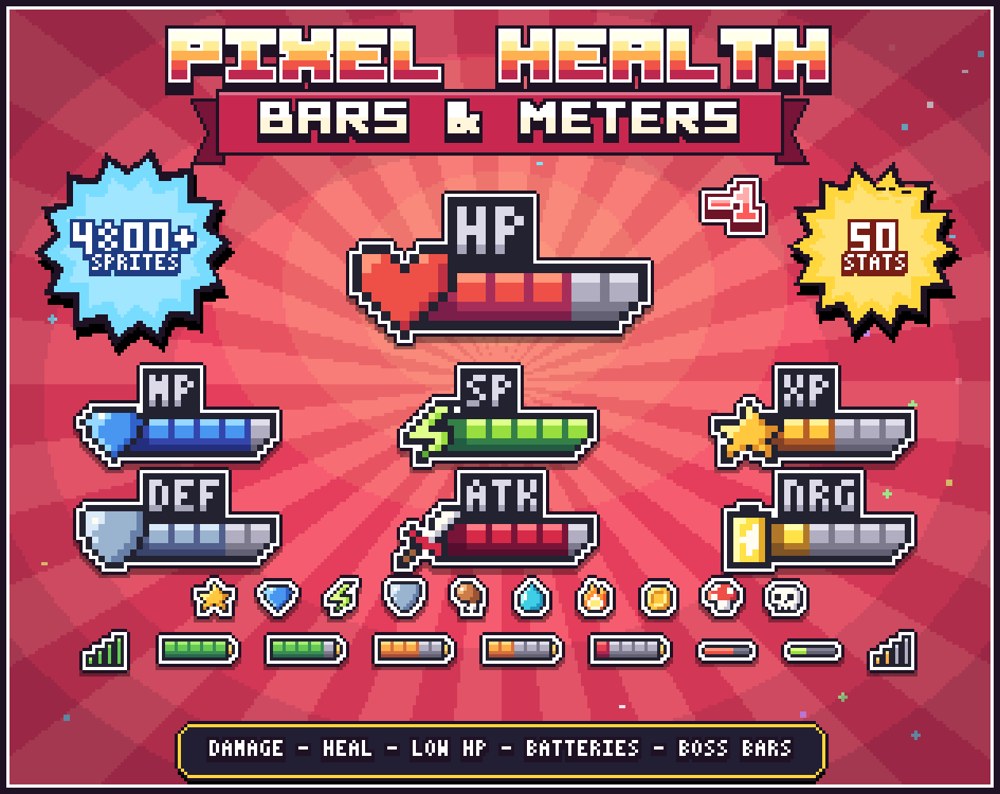 PIXEL HEALTH
BARS & METERS
4800+
SPRITES
HP
-1
50
STATS
MP
SP
XP
DEF
ATK
NRG
DAMAGE - HEAL - LOW HP - BATTERIES - BOSS BARS